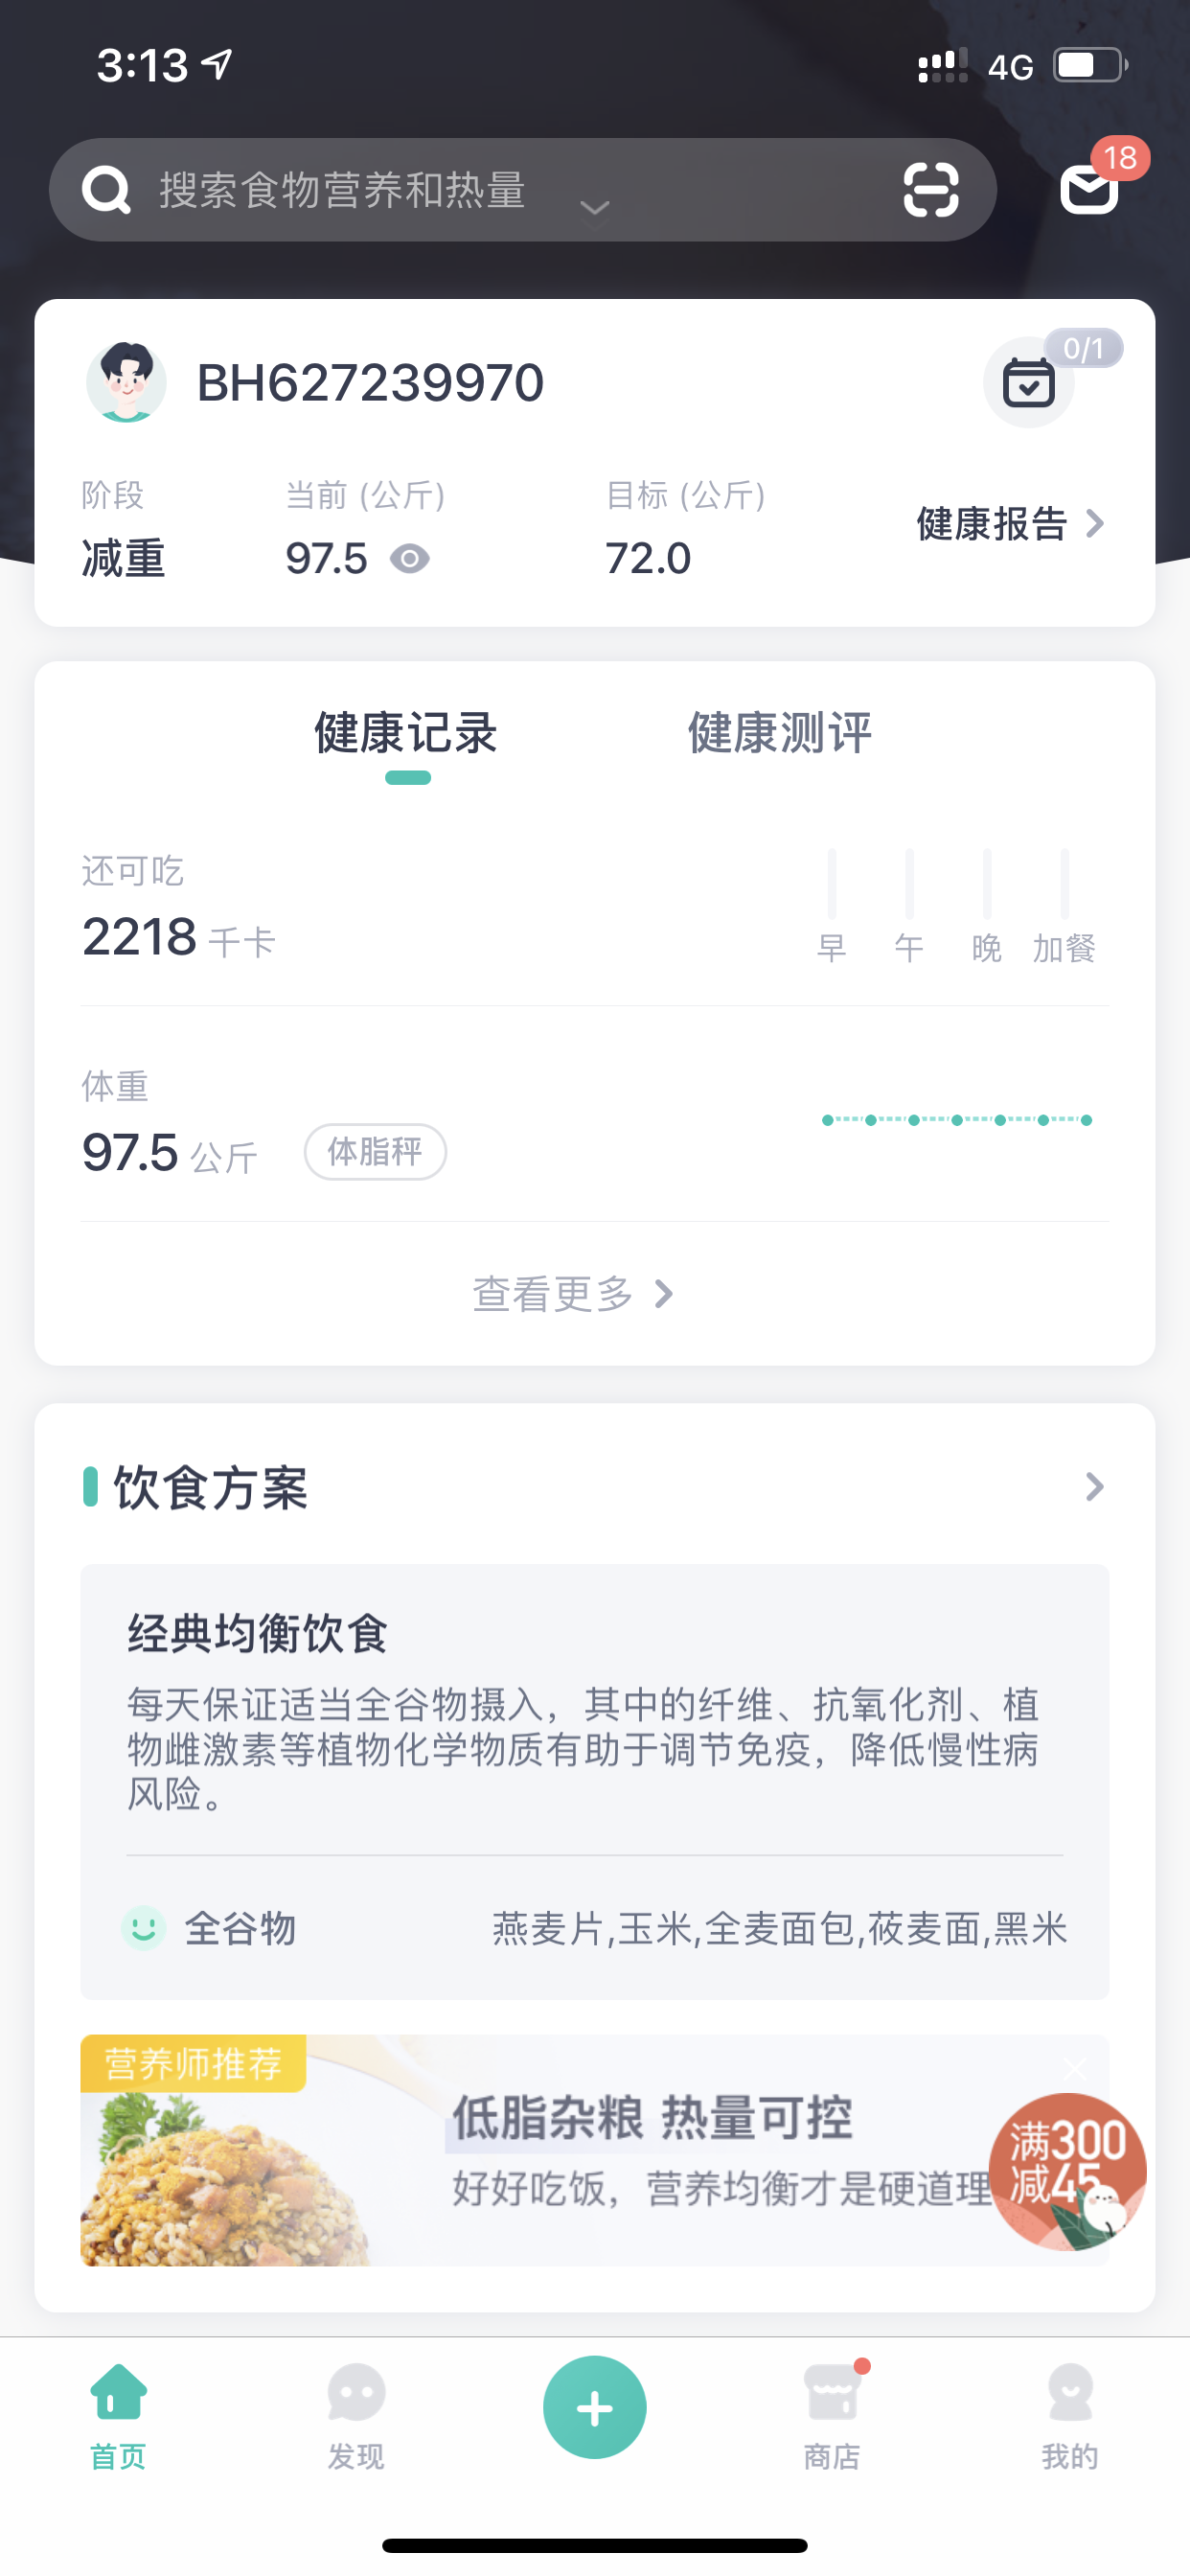 3:13
4G
搜索食物营养和热量
18
BH627239970
0/1
阶段
当前 (公斤)
目标 (公斤)
减重
97.5
72.0
健康报告
健康记录
健康测评
还可吃
2218 千卡
早
午
晚
加餐
体重
97.5 公斤
体脂秤
查看更多
饮食方案
经典均衡饮食
每天保证适当全谷物摄入，其中的纤维、抗氧化剂、植
物雌激素等植物化学物质有助于调节免疫，降低慢性病
风险。
全谷物
燕麦片,玉米,全麦面包,莜麦面,黑米
营养师推荐
低脂杂粮 热量可控
好好吃饭，营养均衡才是硬道理
满300
减45
首页
发现
商店
我的